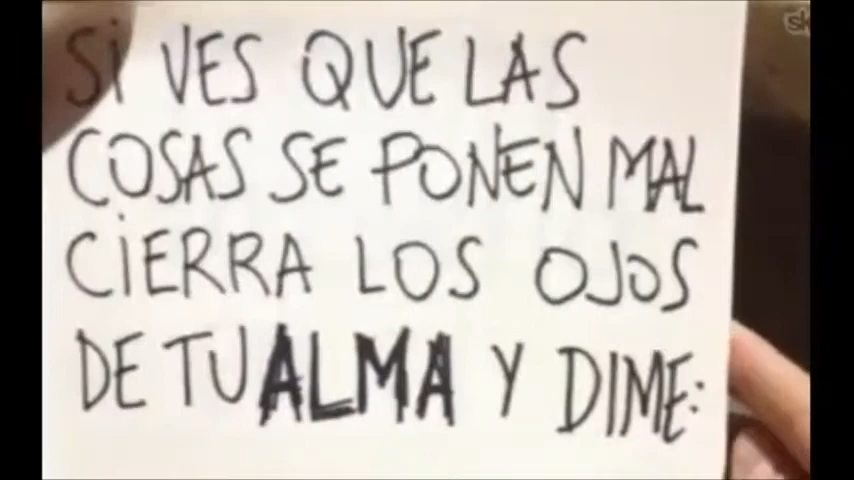 Si VES QUE LAS
COSAS SE PONEN MAL
CiERRA LOS OJOS
DE TU ALMA Y DIME: